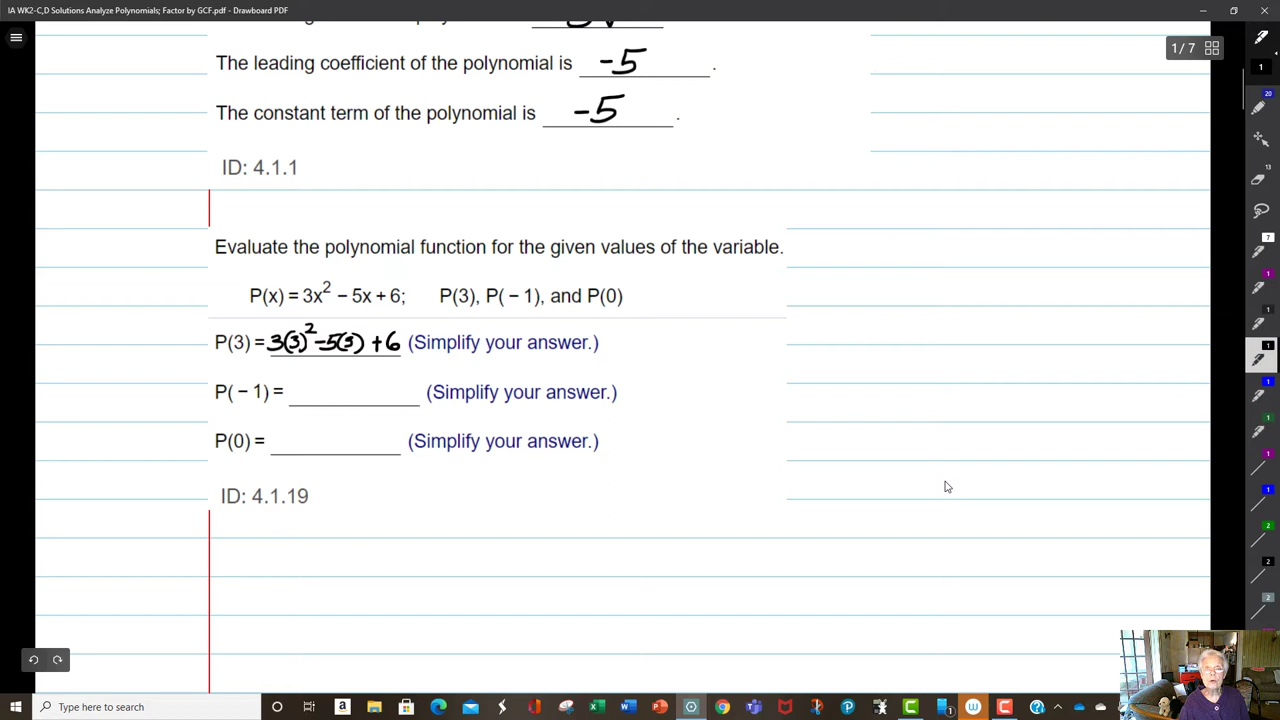 IA WK2-C,D Solutions Analyze Polynomials; Factor by GCF.pdf - Drawboard PDF
1 / 7
The leading coefficient of the polynomial is -5 .
The constant term of the polynomial is -5 .
ID: 4.1.1
Evaluate the polynomial function for the given values of the variable.
P(x) = 3x² − 5x + 6; P(3), P( − 1), and P(0)
P(3) = 3(3)²-5(3)+6 (Simplify your answer.)
P( − 1) = (Simplify your answer.)
P(0) = (Simplify your answer.)
ID: 4.1.19
Type here to search